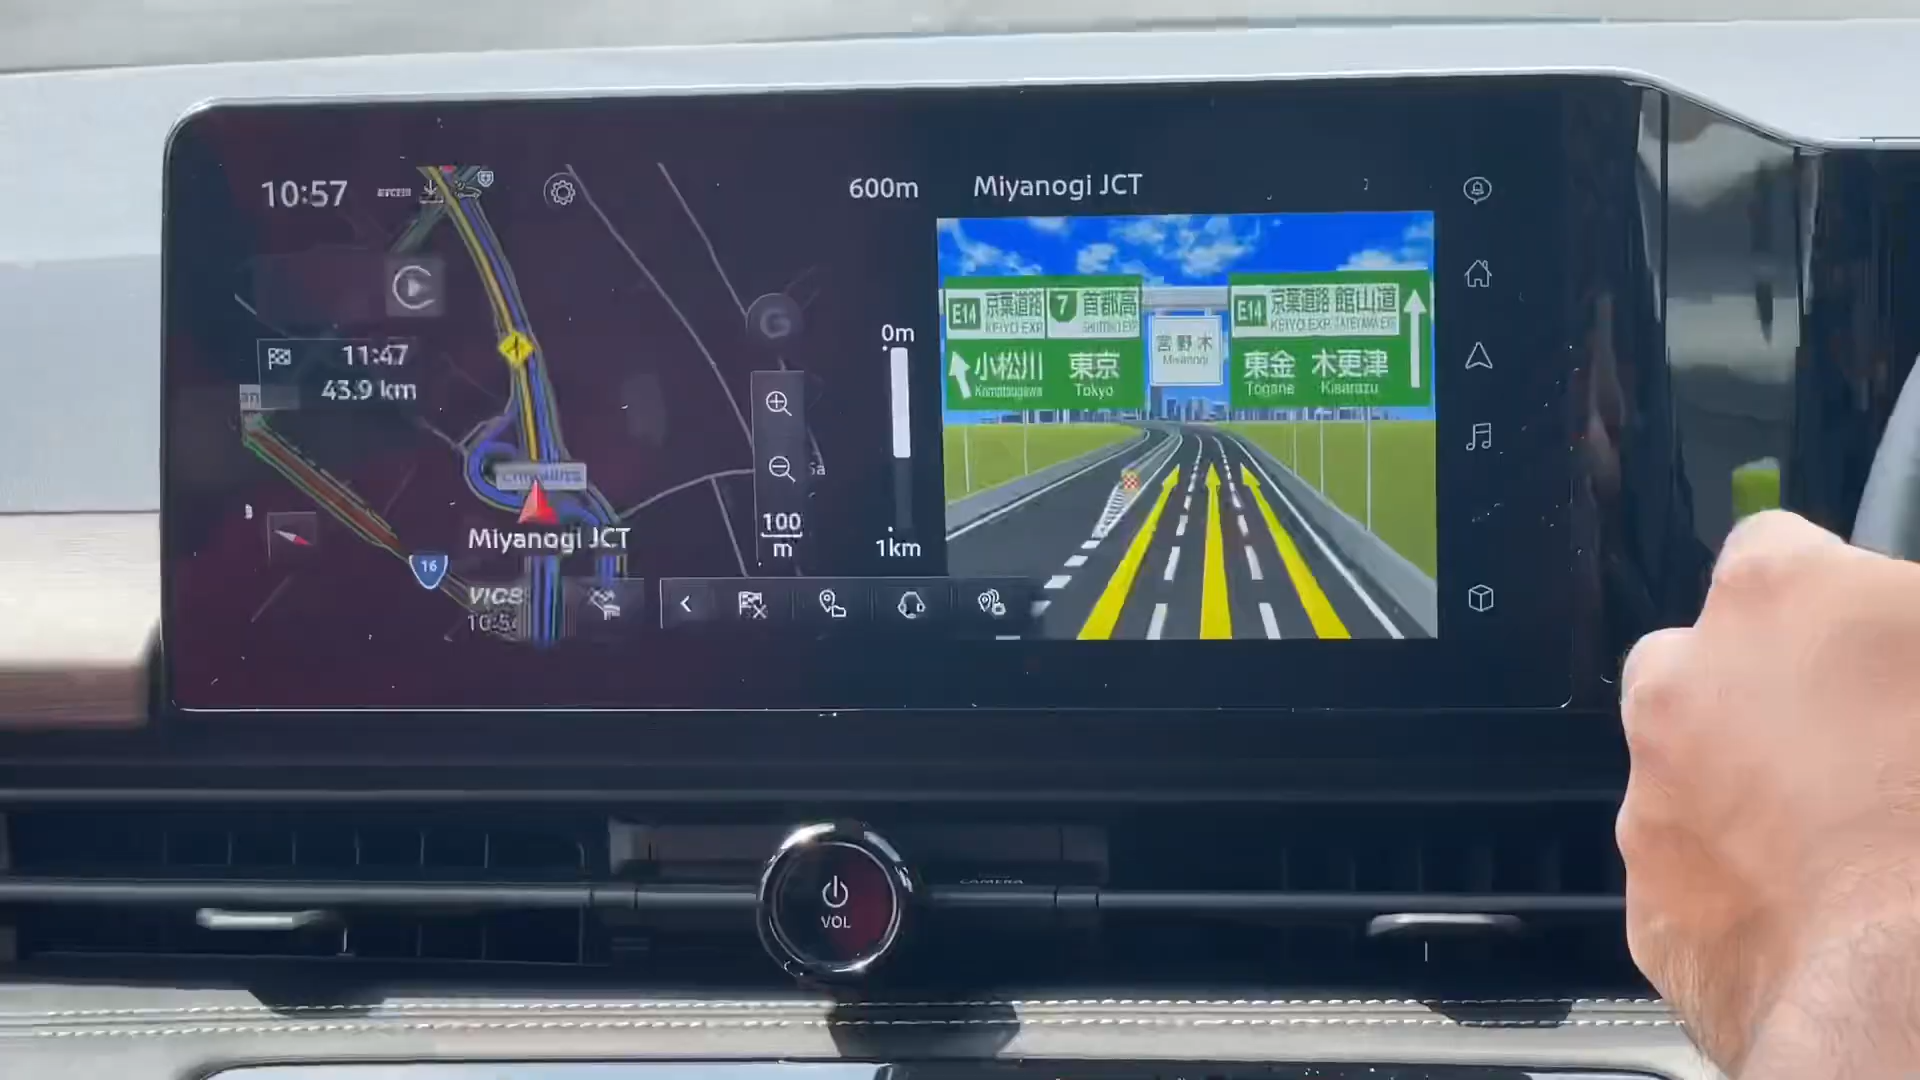 10:57
600m
Miyanogi JCT
11:47
43.9 km
G
0m
1km
100
m
Miyanogi JCT
16
VICS
E14 京葉道路 7 首都高
KEIYO EXP
小松川 東京
Komatsugawa Tokyo
宮野木
Miyanogi
E14 京葉道路 館山道
KEIYO EXP. TATEYAMA EXP
東金 木更津
Togane Kisarazu
CAMERA
VOL